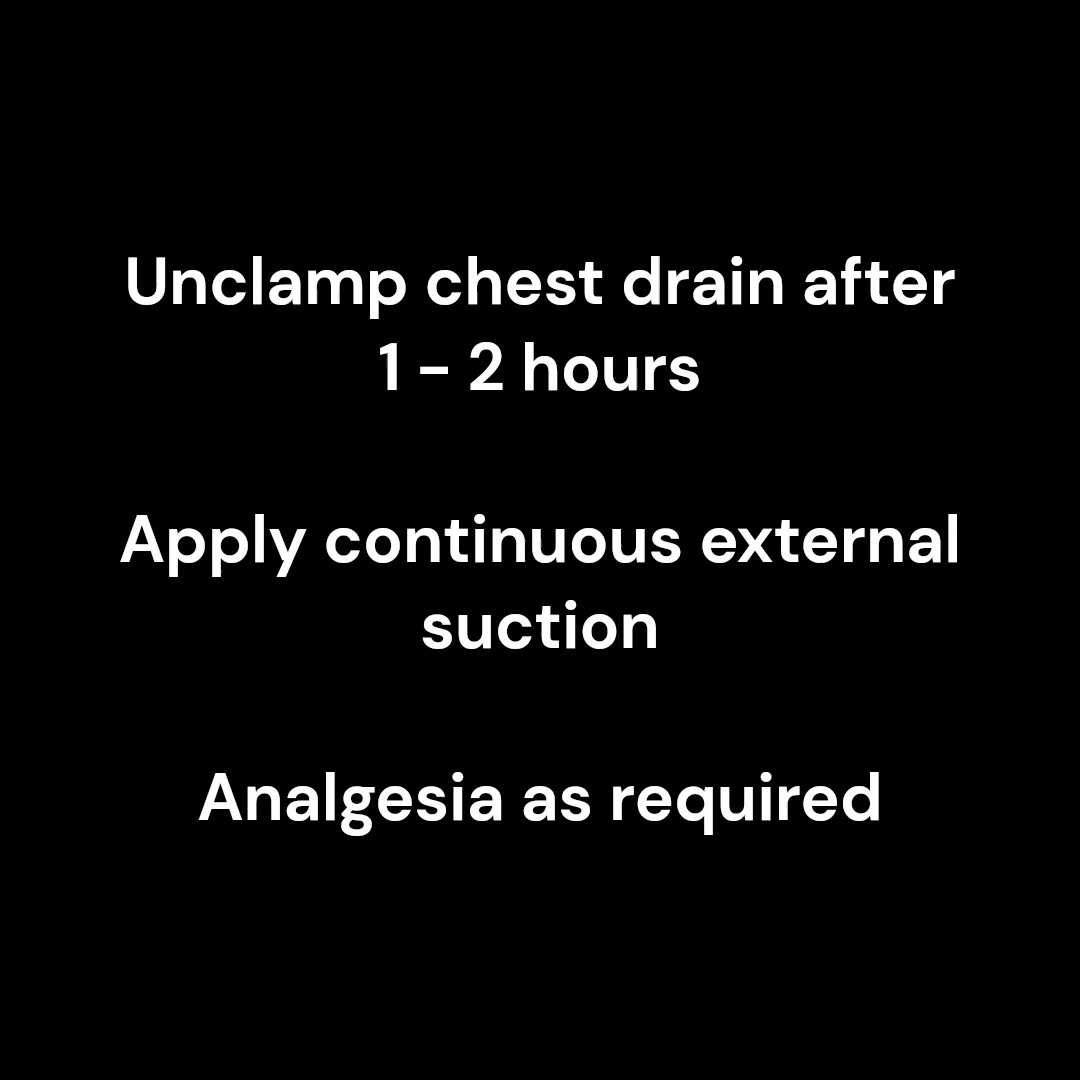 Unclamp chest drain after
1 - 2 hours
Apply continuous external
suction
Analgesia as required